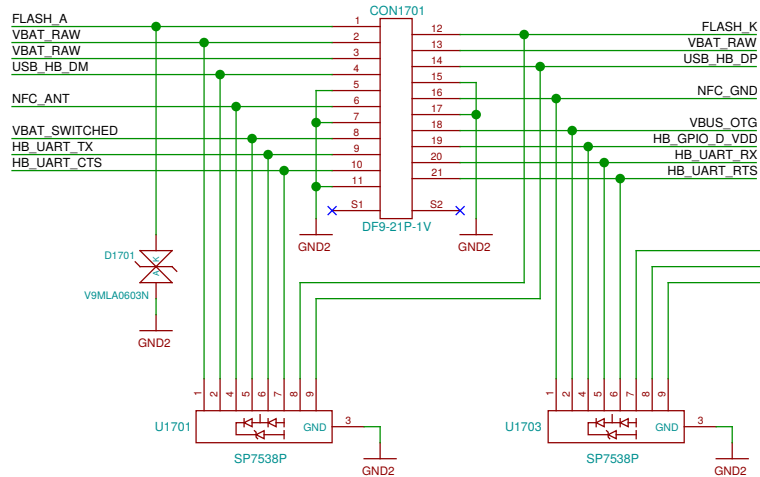 CON1701
FLASH_A
VBAT_RAW
VBAT_RAW
USB_HB_DM
NFC_ANT
VBAT_SWITCHED
HB_UART_TX
HB_UART_CTS
1
2
3
4
5
6
7
8
9
10
11
S1
12
13
14
15
16
17
18
19
20
21
S2
FLASH_K
VBAT_RAW
USB_HB_DP
NFC_GND
VBUS_OTG
HB_GPIO_D_VDD
HB_UART_RX
HB_UART_RTS
DF9-21P-1V
GND2
GND2
D1701
A K
V9MLA0603N
GND2
1 2 4 5 6 7 8 9
U1701
GND
3
SP7538P
GND2
1 2 4 5 6 7 8 9
U1703
GND
3
SP7538P
GND2